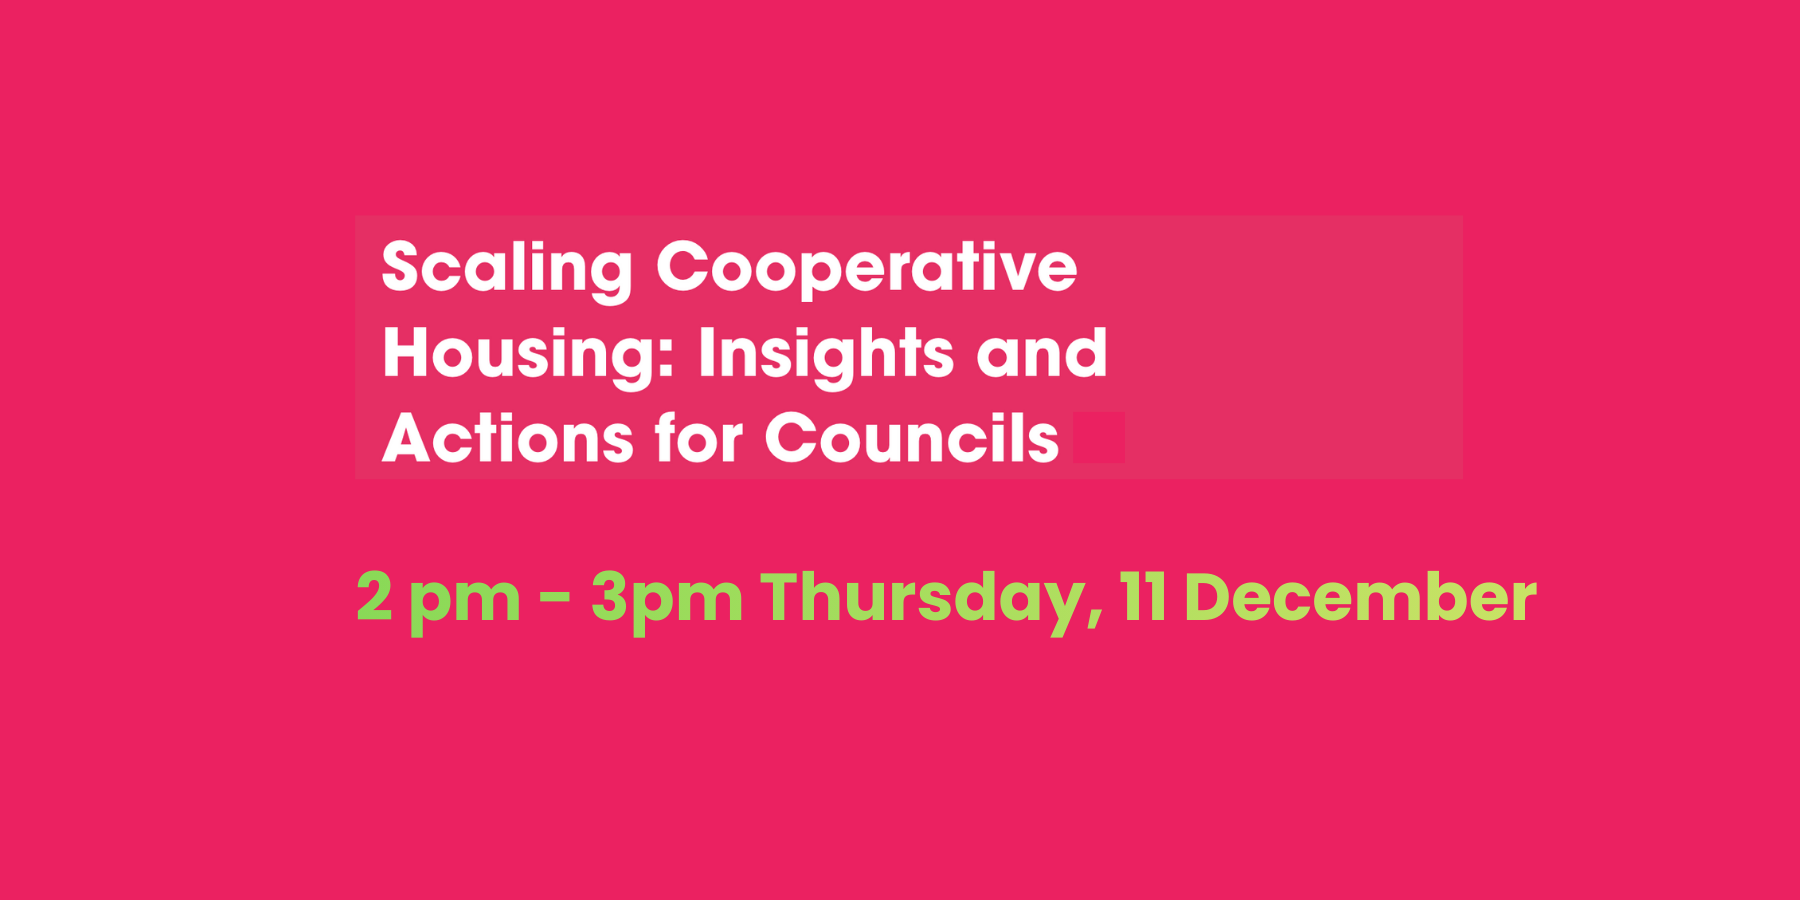 Scaling Cooperative
Housing: Insights and
Actions for Councils
2 pm - 3pm Thursday, 11 December